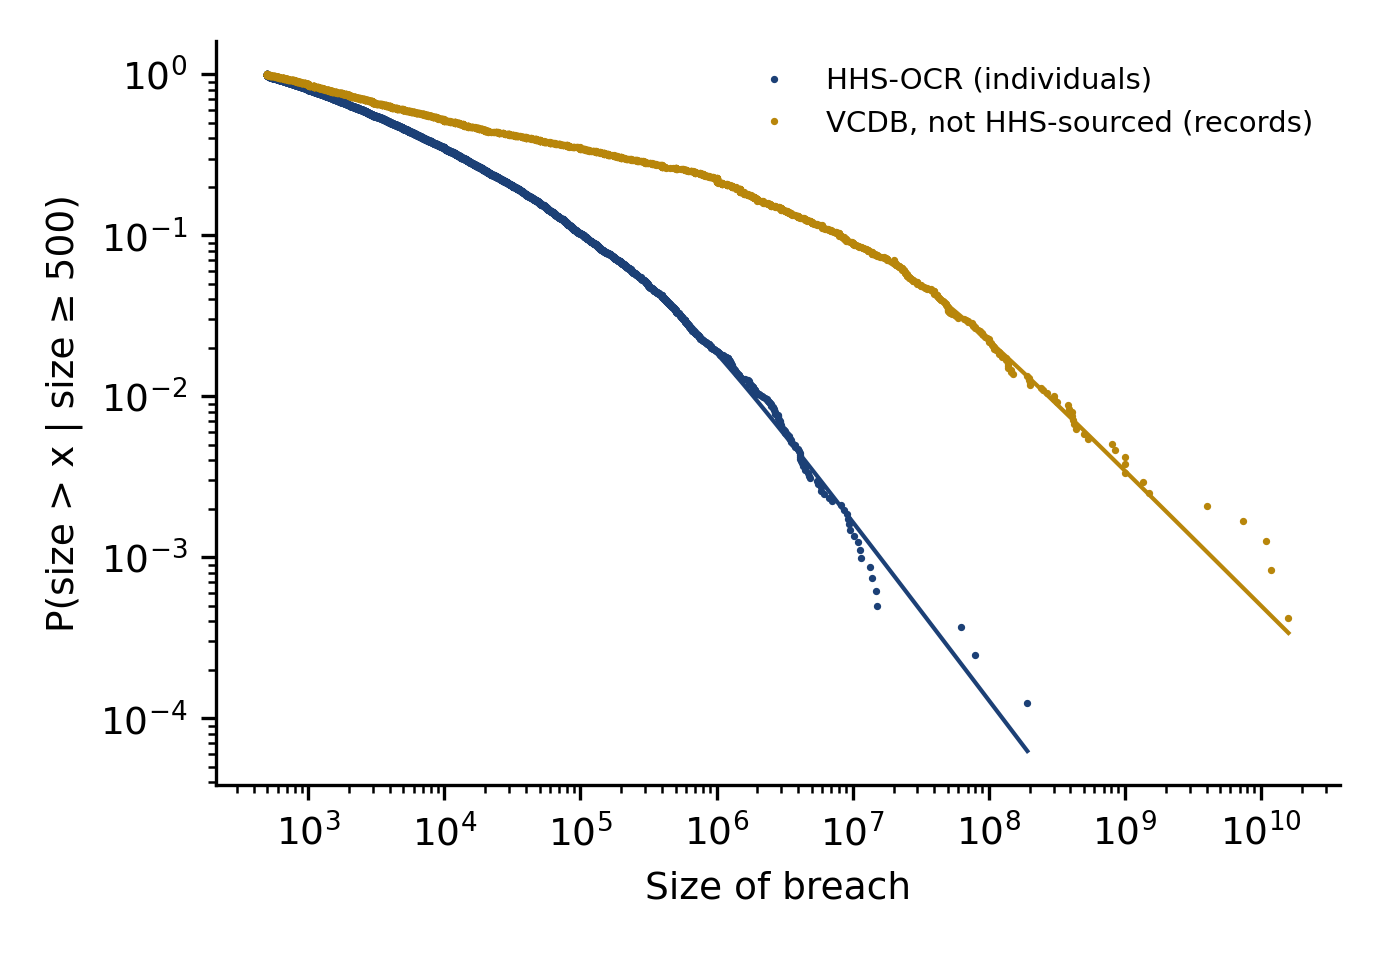 HHS-OCR (individuals)
VCDB, not HHS-sourced (records)
P(size > x | size ≥ 500)
10⁰
10⁻¹
10⁻²
10⁻³
10⁻⁴
10³ 10⁴ 10⁵ 10⁶ 10⁷ 10⁸ 10⁹ 10¹⁰
Size of breach